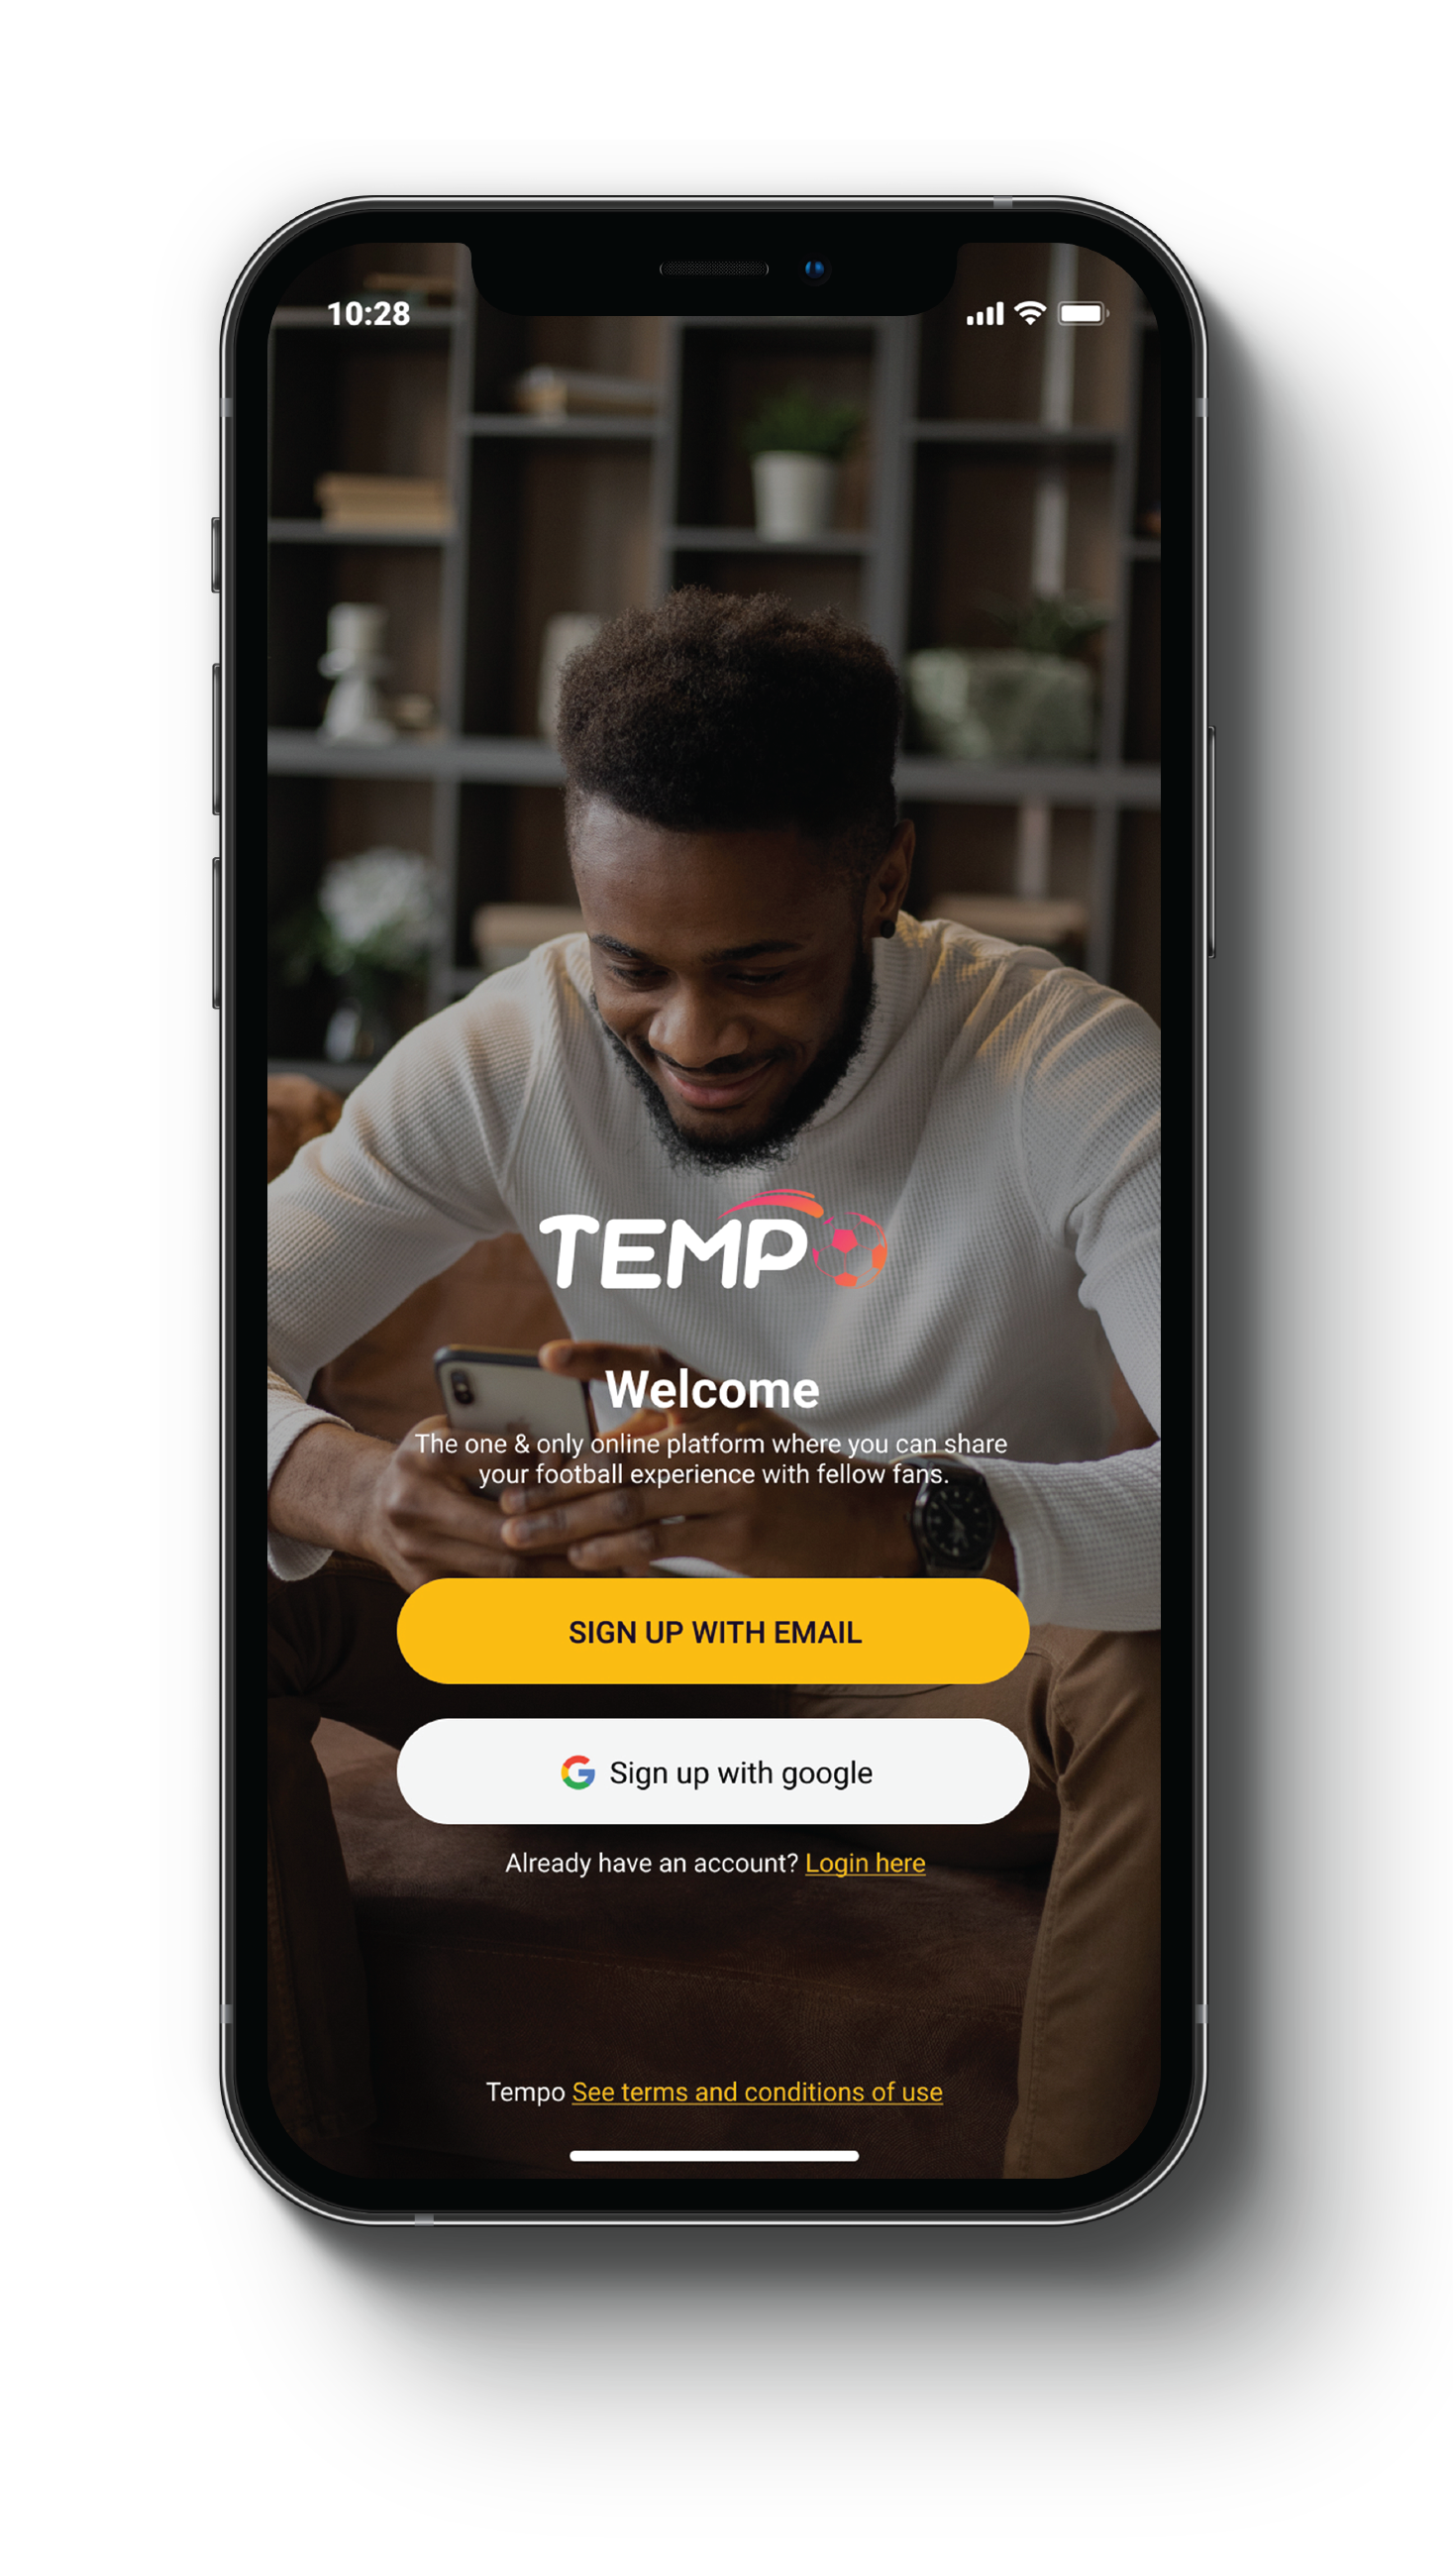 10:28
TEMPO
Welcome
The one & only online platform where you can share
your football experience with fellow fans.
SIGN UP WITH EMAIL
Sign up with google
Already have an account? Login here
Tempo See terms and conditions of use